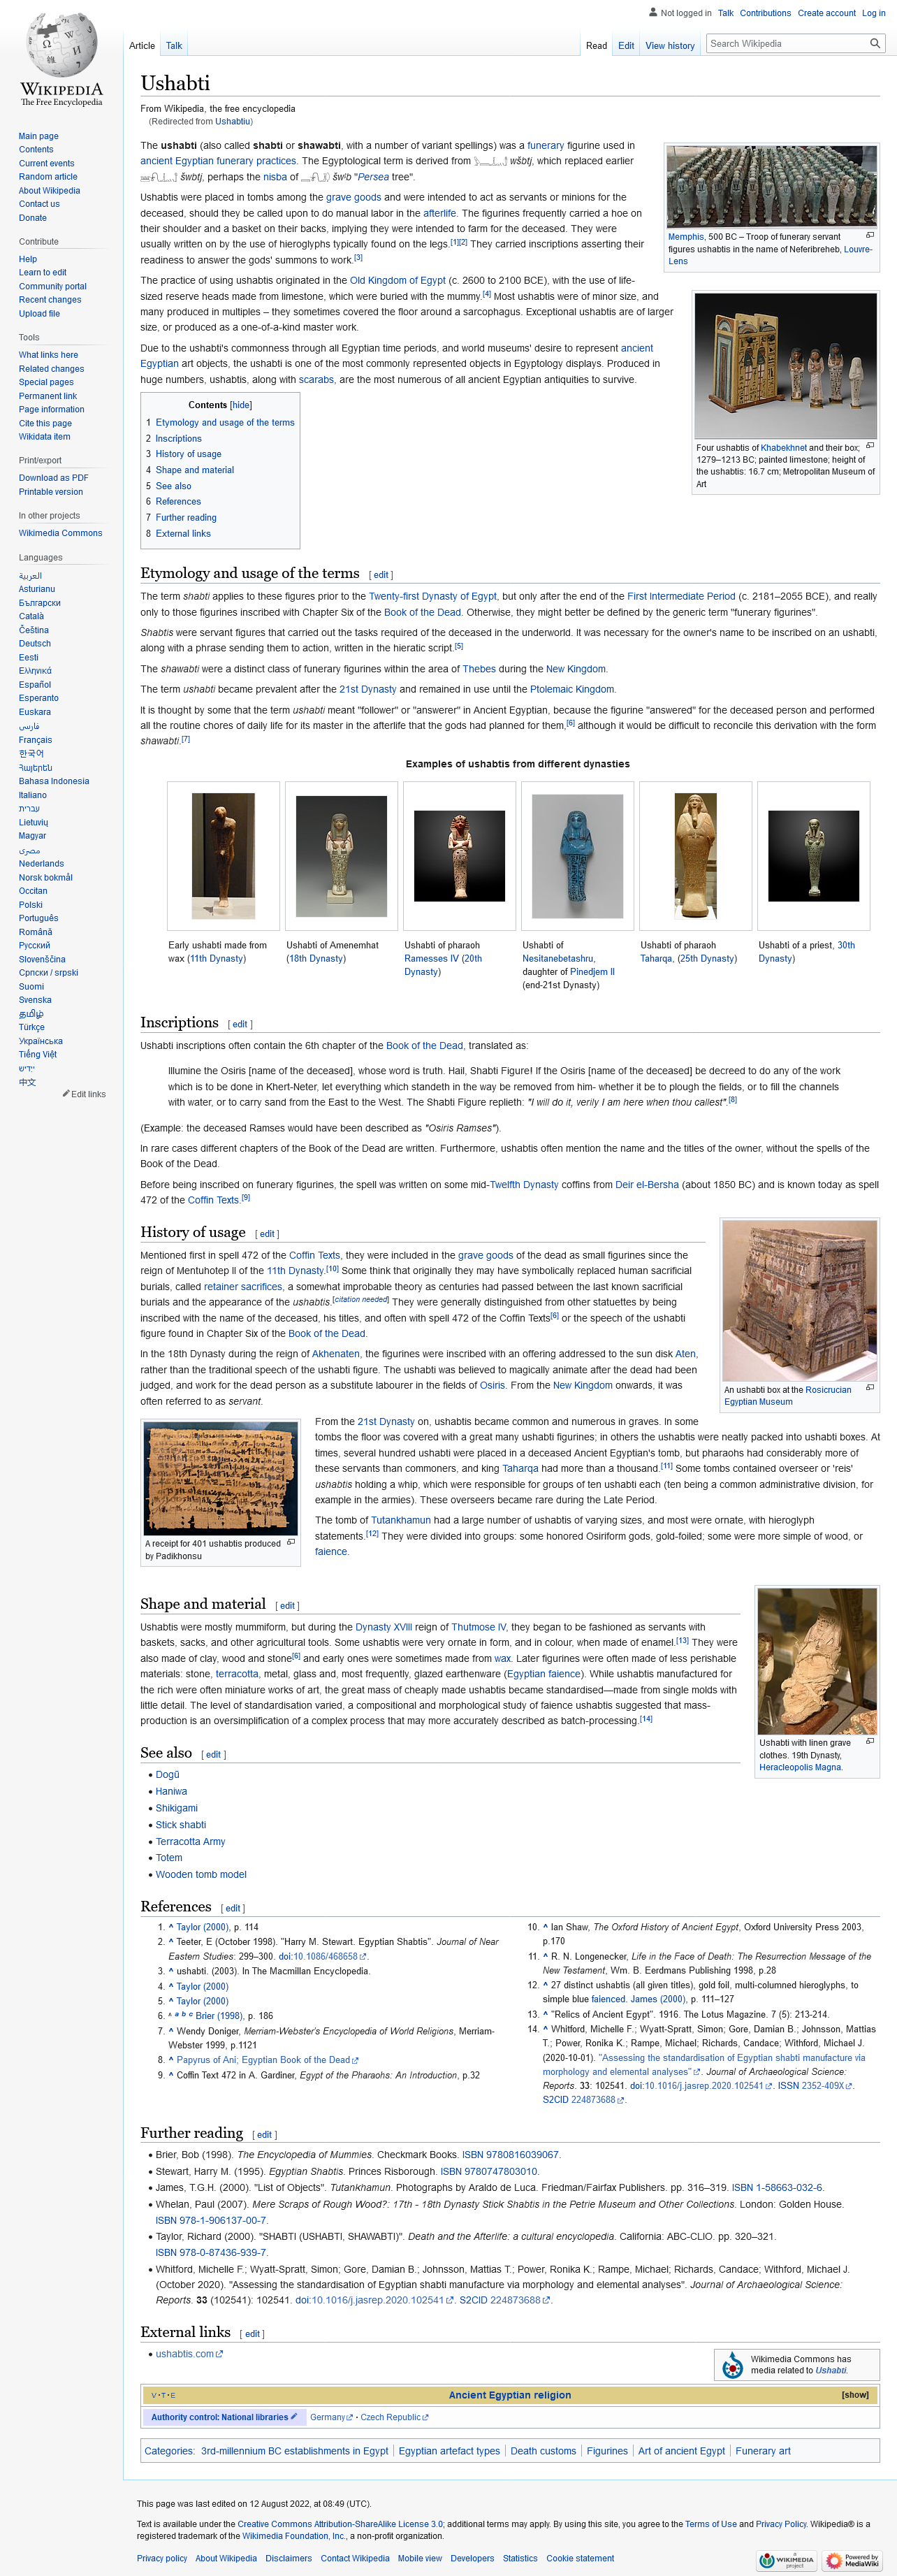 Not logged in Talk Contributions Create account Log in
Article Talk Read Edit View history Search Wikipedia
WIKIPEDIA
The Free Encyclopedia
Main page
Contents
Current events
Random article
About Wikipedia
Contact us
Donate
Contribute
Help
Learn to edit
Community portal
Recent changes
Upload file
Tools
What links here
Related changes
Special pages
Permanent link
Page information
Cite this page
Wikidata item
Print/export
Download as PDF
Printable version
In other projects
Wikimedia Commons
Languages
العربية
Asturianu
Български
Català
Čeština
Deutsch
Eesti
Ελληνικά
Español
Esperanto
Euskara
فارسی
Français
한국어
Հայերեն
Bahasa Indonesia
Italiano
עברית
Lietuvių
Magyar
مصرى
Nederlands
Norsk bokmål
Occitan
Polski
Português
Română
Русский
Slovenščina
Српски / srpski
Suomi
Svenska
தமிழ்
Türkçe
Українська
Tiếng Việt
ייִדיש
中文
Edit links
Ushabti
From Wikipedia, the free encyclopedia
(Redirected from Ushabtiu)
The ushabti (also called shabti or shawabti, with a number of variant spellings) was a funerary figurine used in
ancient Egyptian funerary practices. The Egyptological term is derived from wšbtj, which replaced earlier
šwbtj, perhaps the nisba of šwꜣb "Persea tree".
Ushabtis were placed in tombs among the grave goods and were intended to act as servants or minions for the
deceased, should they be called upon to do manual labor in the afterlife. The figurines frequently carried a hoe on
their shoulder and a basket on their backs, implying they were intended to farm for the deceased. They were
usually written on by the use of hieroglyphs typically found on the legs.[1][2] They carried inscriptions asserting their
readiness to answer the gods' summons to work.[3]
The practice of using ushabtis originated in the Old Kingdom of Egypt (c. 2600 to 2100 BCE), with the use of life-
sized reserve heads made from limestone, which were buried with the mummy.[4] Most ushabtis were of minor size, and
many produced in multiples – they sometimes covered the floor around a sarcophagus. Exceptional ushabtis are of larger
size, or produced as a one-of-a-kind master work.
Due to the ushabti's commonness through all Egyptian time periods, and world museums' desire to represent ancient
Egyptian art objects, the ushabti is one of the most commonly represented objects in Egyptology displays. Produced in
huge numbers, ushabtis, along with scarabs, are the most numerous of all ancient Egyptian antiquities to survive.
Memphis, 500 BC – Troop of funerary servant
figures ushabtis in the name of Neferibreheb, Louvre-
Lens
Four ushabtis of Khabekhnet and their box;
1279–1213 BC; painted limestone; height of
the ushabtis: 16.7 cm; Metropolitan Museum of
Art
Contents [hide]
1 Etymology and usage of the terms
2 Inscriptions
3 History of usage
4 Shape and material
5 See also
6 References
7 Further reading
8 External links
Etymology and usage of the terms [ edit ]
The term shabti applies to these figures prior to the Twenty-first Dynasty of Egypt, but only after the end of the First Intermediate Period (c. 2181–2055 BCE), and really
only to those figurines inscribed with Chapter Six of the Book of the Dead. Otherwise, they might better be defined by the generic term "funerary figurines".
Shabtis were servant figures that carried out the tasks required of the deceased in the underworld. It was necessary for the owner's name to be inscribed on an ushabti,
along with a phrase sending them to action, written in the hieratic script.[5]
The shawabti were a distinct class of funerary figurines within the area of Thebes during the New Kingdom.
The term ushabti became prevalent after the 21st Dynasty and remained in use until the Ptolemaic Kingdom.
It is thought by some that the term ushabti meant "follower" or "answerer" in Ancient Egyptian, because the figurine "answered" for the deceased person and performed
all the routine chores of daily life for its master in the afterlife that the gods had planned for them,[6] although it would be difficult to reconcile this derivation with the form
shawabti.[7]
Examples of ushabtis from different dynasties
Early ushabti made from
wax (11th Dynasty)
Ushabti of Amenemhat
(18th Dynasty)
Ushabti of pharaoh
Ramesses IV (20th
Dynasty)
Ushabti of
Nesitanebetashru,
daughter of Pinedjem II
(end-21st Dynasty)
Ushabti of pharaoh
Taharqa, (25th Dynasty)
Ushabti of a priest, 30th
Dynasty)
Inscriptions [ edit ]
Ushabti inscriptions often contain the 6th chapter of the Book of the Dead, translated as:
Illumine the Osiris [name of the deceased], whose word is truth. Hail, Shabti Figure! If the Osiris [name of the deceased] be decreed to do any of the work
which is to be done in Khert-Neter, let everything which standeth in the way be removed from him- whether it be to plough the fields, or to fill the channels
with water, or to carry sand from the East to the West. The Shabti Figure replieth: "I will do it, verily I am here when thou callest".[8]
(Example: the deceased Ramses would have been described as "Osiris Ramses").
In rare cases different chapters of the Book of the Dead are written. Furthermore, ushabtis often mention the name and the titles of the owner, without the spells of the
Book of the Dead.
Before being inscribed on funerary figurines, the spell was written on some mid-Twelfth Dynasty coffins from Deir el-Bersha (about 1850 BC) and is known today as spell
472 of the Coffin Texts.[9]
History of usage [ edit ]
Mentioned first in spell 472 of the Coffin Texts, they were included in the grave goods of the dead as small figurines since the
reign of Mentuhotep II of the 11th Dynasty.[10] Some think that originally they may have symbolically replaced human sacrificial
burials, called retainer sacrifices, a somewhat improbable theory as centuries had passed between the last known sacrificial
burials and the appearance of the ushabtis.[citation needed] They were generally distinguished from other statuettes by being
inscribed with the name of the deceased, his titles, and often with spell 472 of the Coffin Texts[6] or the speech of the ushabti
figure found in Chapter Six of the Book of the Dead.
In the 18th Dynasty during the reign of Akhenaten, the figurines were inscribed with an offering addressed to the sun disk Aten,
rather than the traditional speech of the ushabti figure. The ushabti was believed to magically animate after the dead had been
judged, and work for the dead person as a substitute labourer in the fields of Osiris. From the New Kingdom onwards, it was
often referred to as servant.
An ushabti box at the Rosicrucian
Egyptian Museum
From the 21st Dynasty on, ushabtis became common and numerous in graves. In some
tombs the floor was covered with a great many ushabti figurines; in others the ushabtis were neatly packed into ushabti boxes. At
times, several hundred ushabti were placed in a deceased Ancient Egyptian's tomb, but pharaohs had considerably more of
these servants than commoners, and king Taharqa had more than a thousand.[11] Some tombs contained overseer or 'reis'
ushabtis holding a whip, which were responsible for groups of ten ushabti each (ten being a common administrative division, for
example in the armies). These overseers became rare during the Late Period.
The tomb of Tutankhamun had a large number of ushabtis of varying sizes, and most were ornate, with hieroglyph
statements.[12] They were divided into groups: some honored Osiriform gods, gold-foiled; some were more simple of wood, or
faience.
A receipt for 401 ushabtis produced
by Padikhonsu
Shape and material [ edit ]
Ushabtis were mostly mummiform, but during the Dynasty XVIII reign of Thutmose IV, they began to be fashioned as servants with
baskets, sacks, and other agricultural tools. Some ushabtis were very ornate in form, and in colour, when made of enamel.[13] They were
also made of clay, wood and stone[6] and early ones were sometimes made from wax. Later figurines were often made of less perishable
materials: stone, terracotta, metal, glass and, most frequently, glazed earthenware (Egyptian faience). While ushabtis manufactured for
the rich were often miniature works of art, the great mass of cheaply made ushabtis became standardised—made from single molds with
little detail. The level of standardisation varied, a compositional and morphological study of faience ushabtis suggested that mass-
production is an oversimplification of a complex process that may more accurately described as batch-processing.[14]
Ushabti with linen grave
clothes. 19th Dynasty,
Heracleopolis Magna.
See also [ edit ]
• Dogū
• Haniwa
• Shikigami
• Stick shabti
• Terracotta Army
• Totem
• Wooden tomb model
References [ edit ]
1. ^ Taylor (2000), p. 114
2. ^ Teeter, E (October 1998). "Harry M. Stewart. Egyptian Shabtis". Journal of Near
Eastern Studies: 299–300. doi:10.1086/468658.
3. ^ ushabti. (2003). In The Macmillan Encyclopedia.
4. ^ Taylor (2000)
5. ^ Taylor (2000)
6. ^ a b c Brier (1998), p. 186
7. ^ Wendy Doniger, Merriam-Webster's Encyclopedia of World Religions, Merriam-
Webster 1999, p.1121
8. ^ Papyrus of Ani; Egyptian Book of the Dead
9. ^ Coffin Text 472 in A. Gardiner, Egypt of the Pharaohs: An Introduction, p.32
10. ^ Ian Shaw, The Oxford History of Ancient Egypt, Oxford University Press 2003,
p.170
11. ^ R. N. Longenecker, Life in the Face of Death: The Resurrection Message of the
New Testament, Wm. B. Eerdmans Publishing 1998, p.28
12. ^ 27 distinct ushabtis (all given titles), gold foil, multi-columned hieroglyphs, to
simple blue faienced. James (2000), p. 111–127
13. ^ "Relics of Ancient Egypt". 1916. The Lotus Magazine. 7 (5): 213-214.
14. ^ Whitford, Michelle F.; Wyatt-Spratt, Simon; Gore, Damian B.; Johnsson, Mattias
T.; Power, Ronika K.; Rampe, Michael; Richards, Candace; Withford, Michael J.
(2020-10-01). "Assessing the standardisation of Egyptian shabti manufacture via
morphology and elemental analyses". Journal of Archaeological Science:
Reports. 33: 102541. doi:10.1016/j.jasrep.2020.102541. ISSN 2352-409X.
S2CID 224873688.
Further reading [ edit ]
• Brier, Bob (1998). The Encyclopedia of Mummies. Checkmark Books. ISBN 9780816039067.
• Stewart, Harry M. (1995). Egyptian Shabtis. Princes Risborough. ISBN 9780747803010.
• James, T.G.H. (2000). "List of Objects". Tutankhamun. Photographs by Araldo de Luca. Friedman/Fairfax Publishers. pp. 316–319. ISBN 1-58663-032-6.
• Whelan, Paul (2007). Mere Scraps of Rough Wood?: 17th - 18th Dynasty Stick Shabtis in the Petrie Museum and Other Collections. London: Golden House.
ISBN 978-1-906137-00-7.
• Taylor, Richard (2000). "SHABTI (USHABTI, SHAWABTI)". Death and the Afterlife: a cultural encyclopedia. California: ABC-CLIO. pp. 320–321.
ISBN 978-0-87436-939-7.
• Whitford, Michelle F.; Wyatt-Spratt, Simon; Gore, Damian B.; Johnsson, Mattias T.; Power, Ronika K.; Rampe, Michael; Richards, Candace; Withford, Michael J.
(October 2020). "Assessing the standardisation of Egyptian shabti manufacture via morphology and elemental analyses". Journal of Archaeological Science:
Reports. 33 (102541): 102541. doi:10.1016/j.jasrep.2020.102541. S2CID 224873688.
External links [ edit ]
• ushabtis.com
Wikimedia Commons has
media related to Ushabti.
V · T · E Ancient Egyptian religion [show]
Authority control: National libraries Germany · Czech Republic
Categories: 3rd-millennium BC establishments in Egypt | Egyptian artefact types | Death customs | Figurines | Art of ancient Egypt | Funerary art
This page was last edited on 12 August 2022, at 08:49 (UTC).
Text is available under the Creative Commons Attribution-ShareAlike License 3.0; additional terms may apply. By using this site, you agree to the Terms of Use and Privacy Policy. Wikipedia® is a
registered trademark of the Wikimedia Foundation, Inc., a non-profit organization.
Privacy policy About Wikipedia Disclaimers Contact Wikipedia Mobile view Developers Statistics Cookie statement
WIKIMEDIA
project
Powered by
MediaWiki